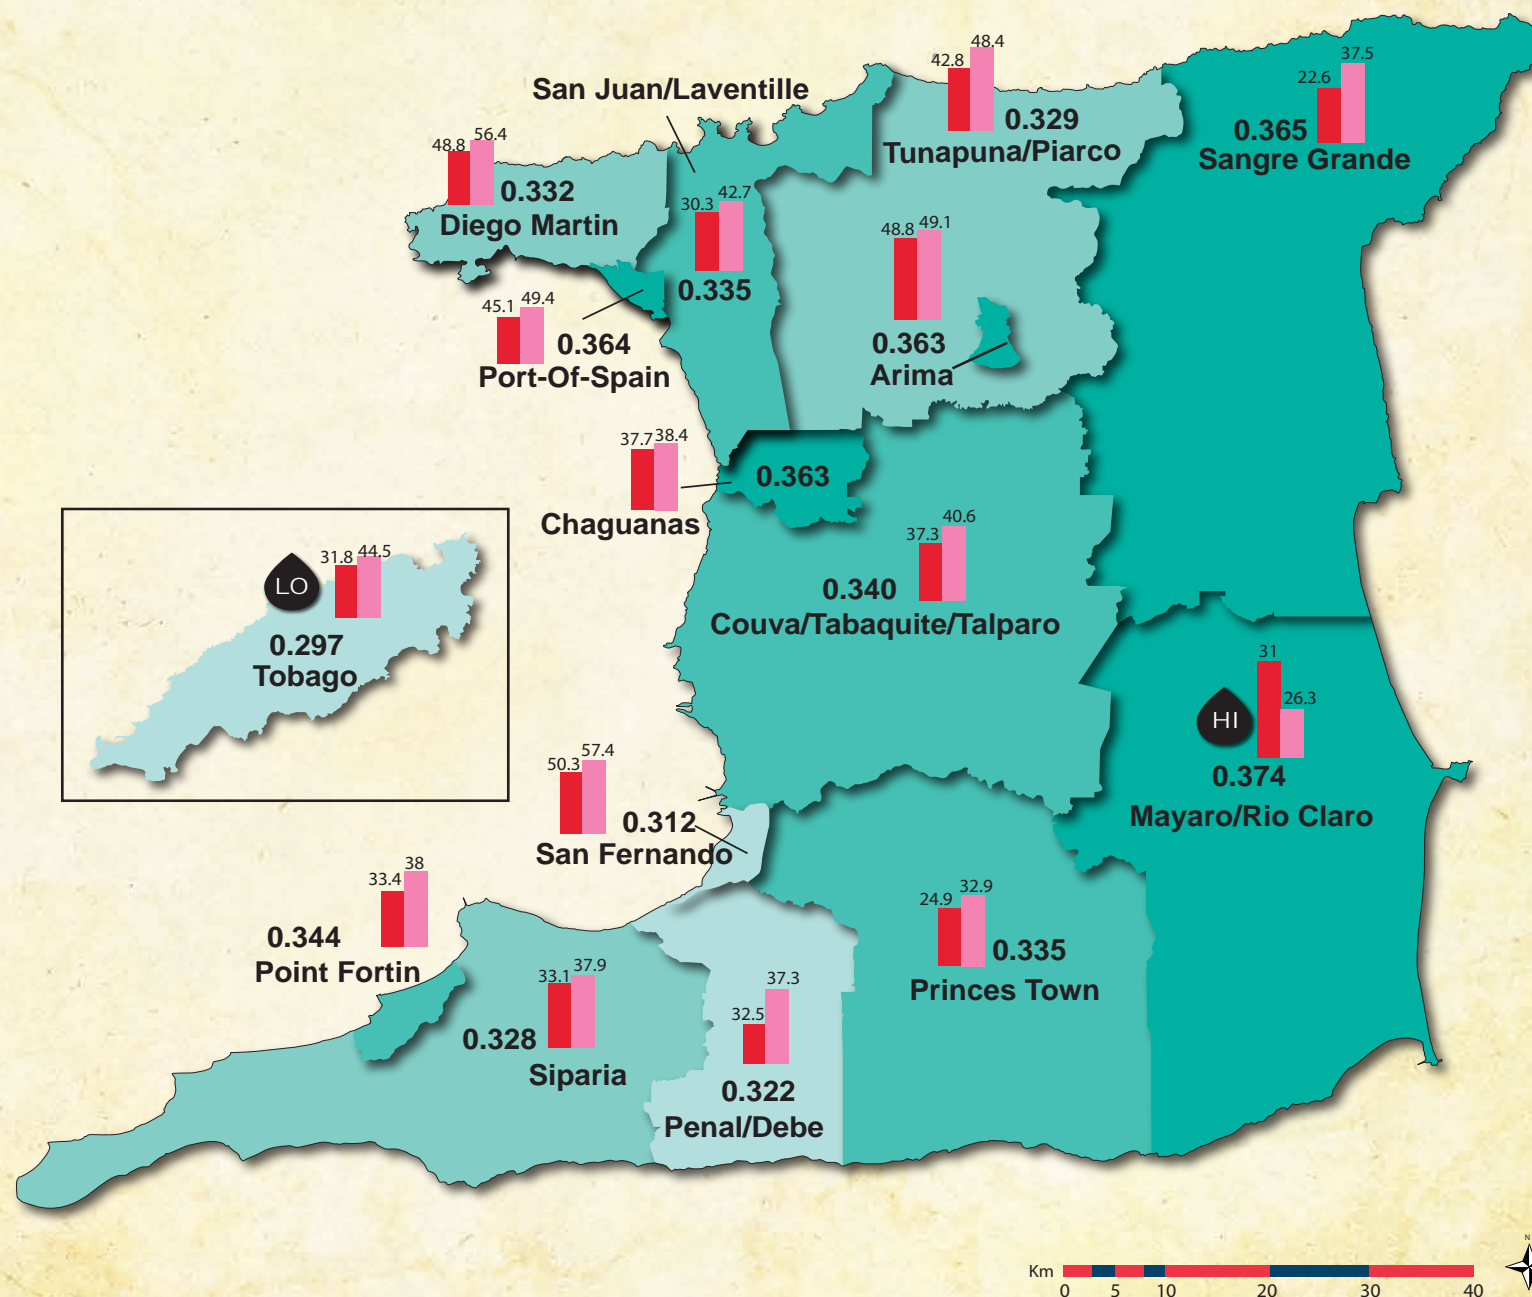 48.4
42.8
0.329
Tunapuna/Piarco
37.5
22.6
0.365
Sangre Grande
San Juan/Laventille
30.3 42.7
0.335
48.8 56.4
0.332
Diego Martin
48.8 49.1
0.363
Arima
45.1 49.4
0.364
Port-Of-Spain
37.7 38.4
0.363
Chaguanas
40.6
37.3
0.340
Couva/Tabaquite/Talparo
31.8 44.5
LO
0.297
Tobago
31
26.3
HI
0.374
Mayaro/Rio Claro
57.4
50.3
0.312
San Fernando
38
33.4
0.344
Point Fortin
24.9 32.9
0.335
Princes Town
33.1 37.9
0.328
Siparia
37.3
32.5
0.322
Penal/Debe
N
Km
0 5 10 20 30 40